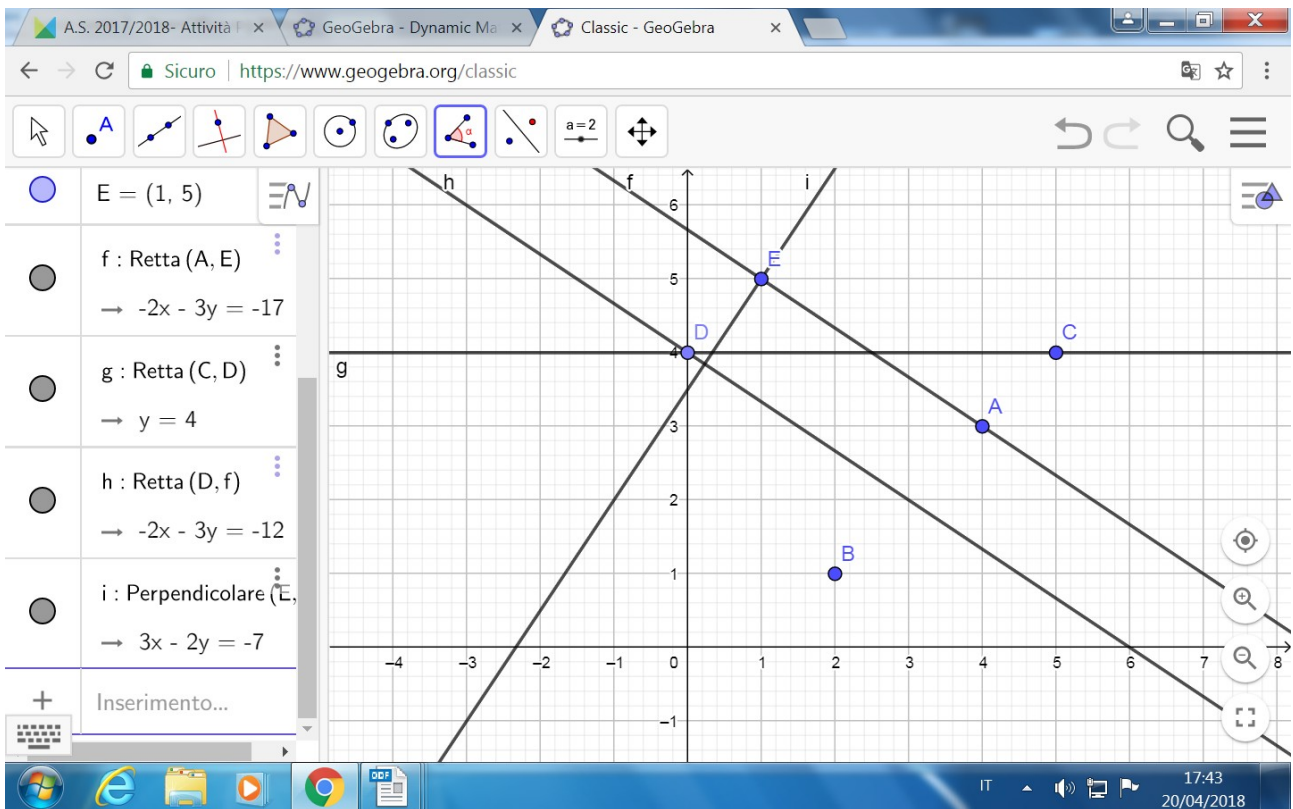 A.S. 2017/2018- Attività
GeoGebra - Dynamic Ma
Classic - GeoGebra
Sicuro | https://www.geogebra.org/classic
A
α
a = 2
E = (1, 5)
f : Retta (A, E)
→ -2x - 3y = -17
g : Retta (C, D)
→ y = 4
h : Retta (D, f)
→ -2x - 3y = -12
i : Perpendicolare (E,
→ 3x - 2y = -7
+ Inserimento...
h f i
6
E
5
D C
4
g
A
3
2
B
1
–4 –3 –2 –1 0 1 2 3 4 5 6 7 8
–1
ODF
IT
17:43
20/04/2018